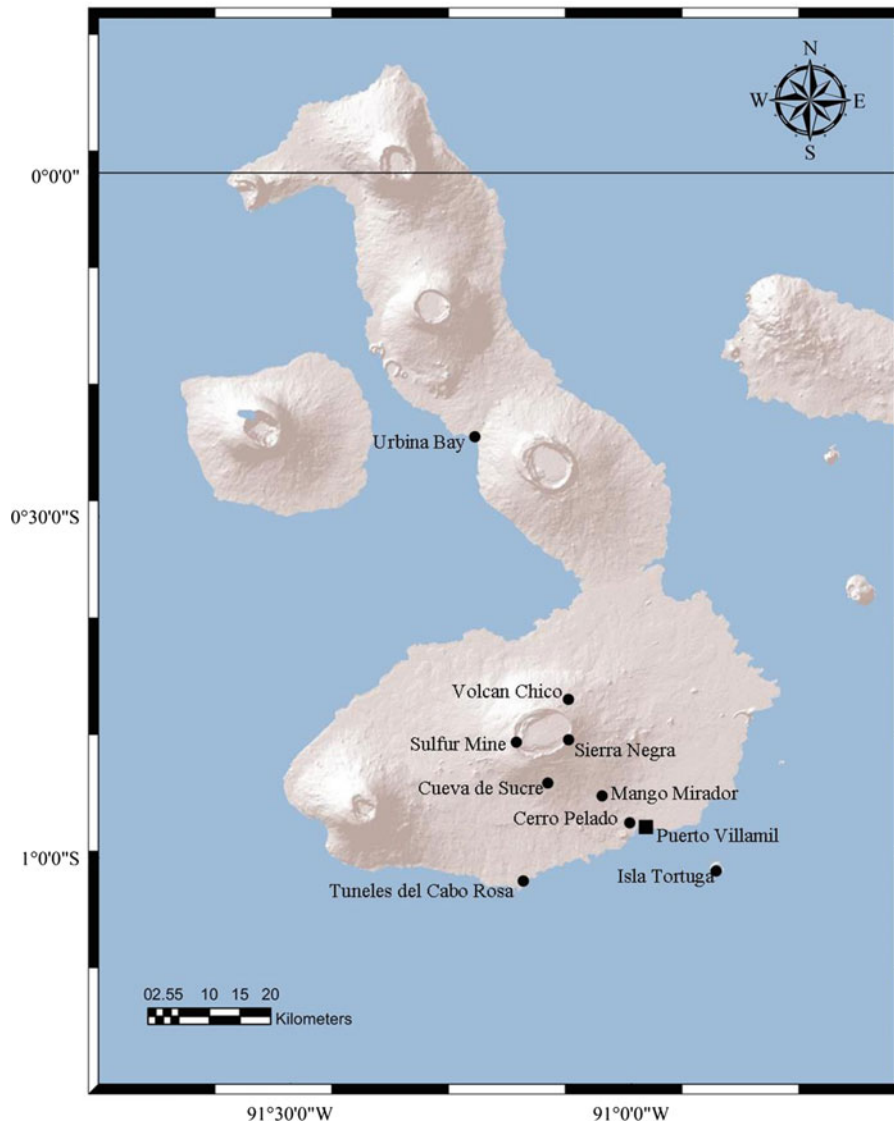 N
W E
S
0°0'0"
Urbina Bay
0°30'0"S
Volcan Chico
Sulfur Mine
Sierra Negra
Cueva de Sucre
Mango Mirador
Cerro Pelado
Puerto Villamil
1°0'0"S
Isla Tortuga
Tuneles del Cabo Rosa
02.55 10 15 20
Kilometers
91°30'0"W 91°0'0"W